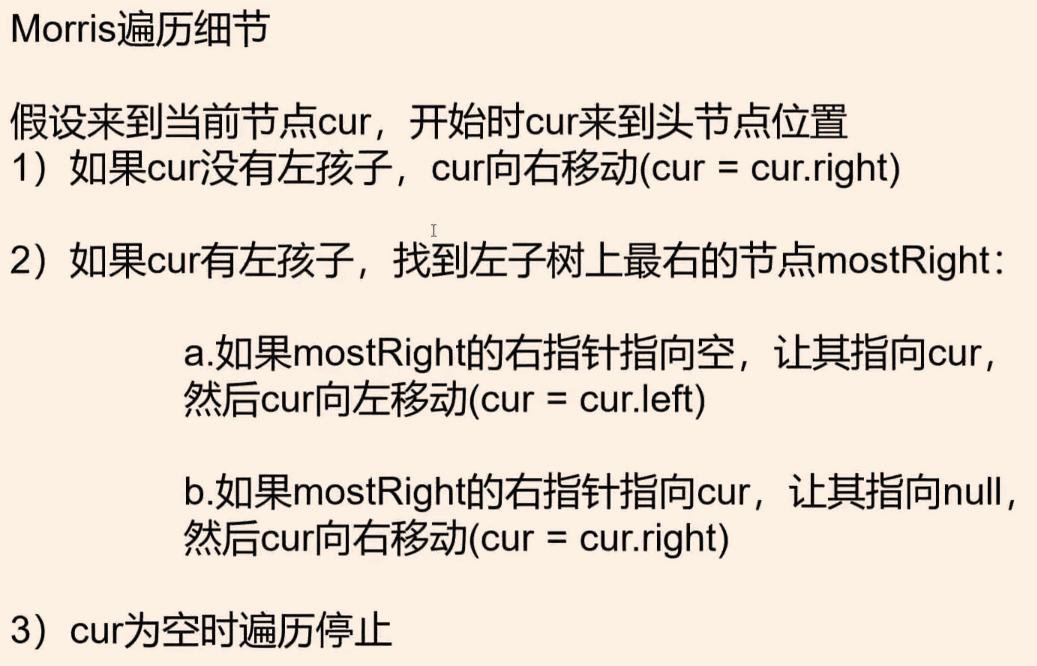 Morris遍历细节
假设来到当前节点cur，开始时cur来到头节点位置
1）如果cur没有左孩子，cur向右移动(cur = cur.right)
2）如果cur有左孩子，找到左子树上最右的节点mostRight：
a.如果mostRight的右指针指向空，让其指向cur，
然后cur向左移动(cur = cur.left)
b.如果mostRight的右指针指向cur，让其指向null，
然后cur向右移动(cur = cur.right)
3）cur为空时遍历停止